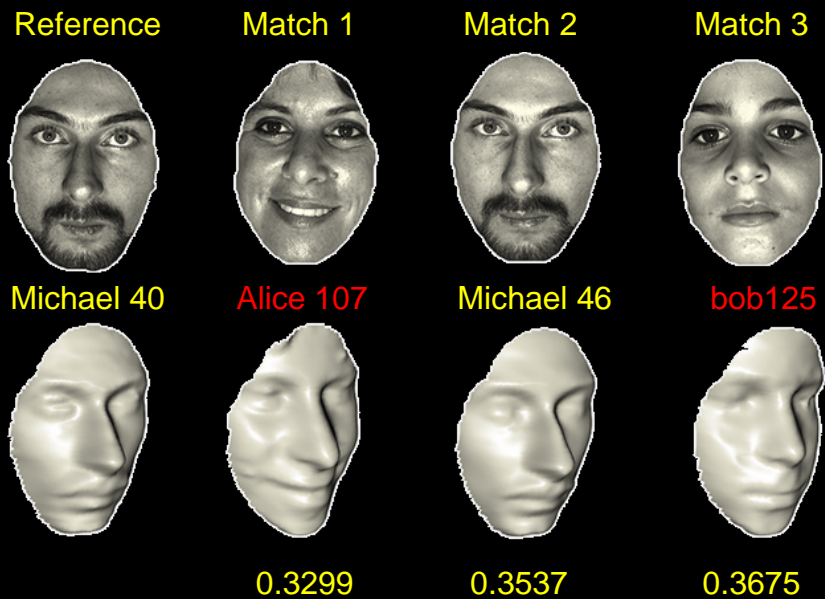 Reference Match 1 Match 2 Match 3
Michael 40 Alice 107 Michael 46 bob125
0.3299 0.3537 0.3675